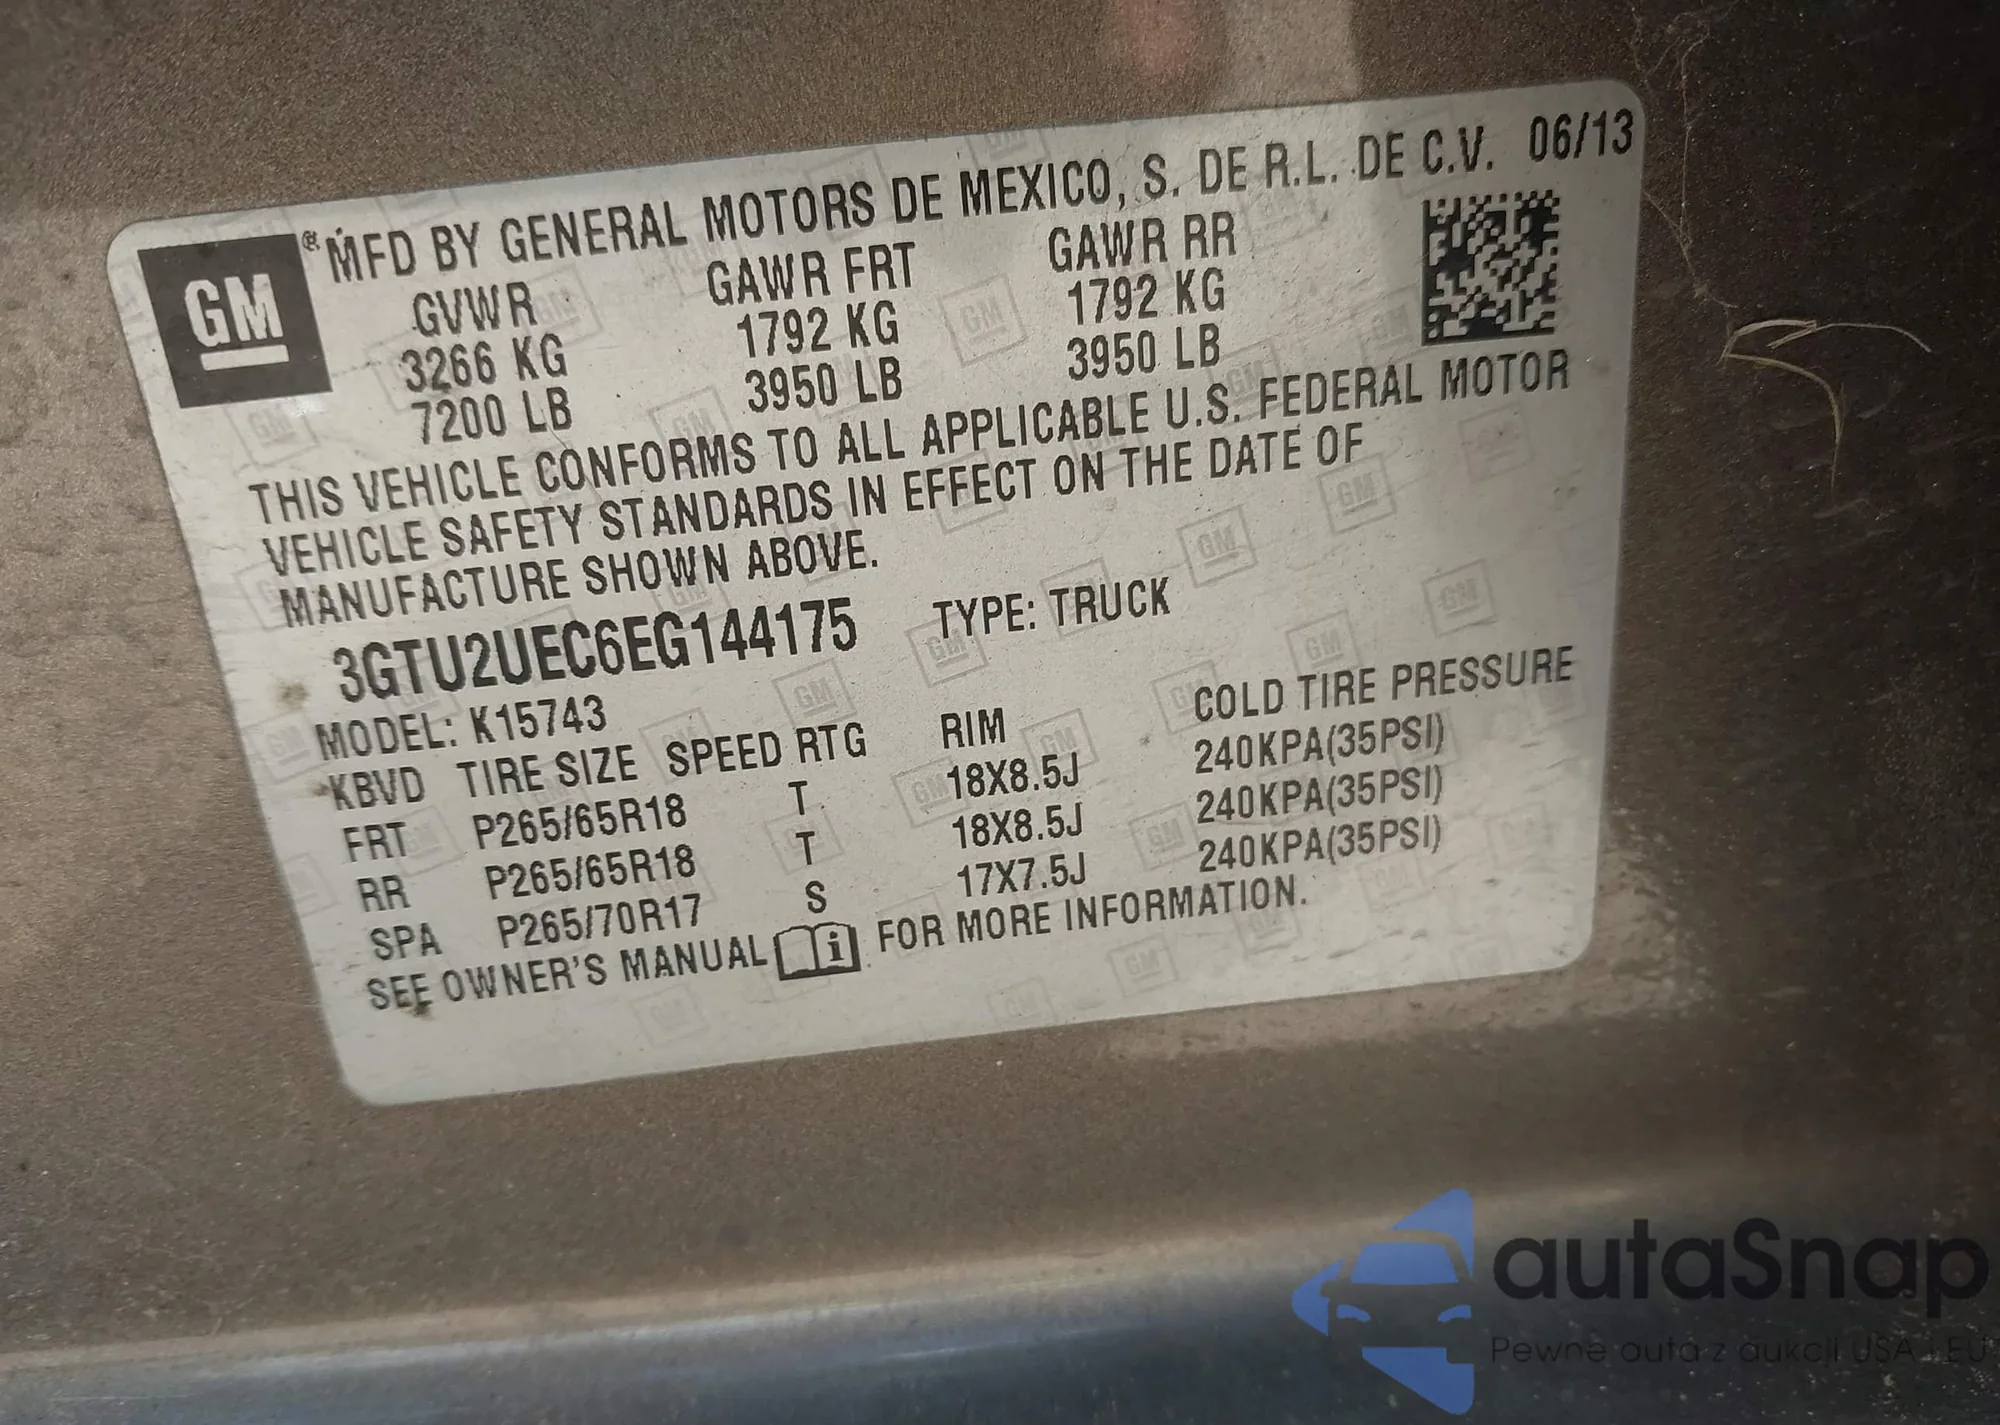 GM
® MFD BY GENERAL MOTORS DE MEXICO, S. DE R.L. DE C.V. 06/13
GVWR GAWR FRT GAWR RR
3266 KG 1792 KG 1792 KG
7200 LB 3950 LB 3950 LB
THIS VEHICLE CONFORMS TO ALL APPLICABLE U.S. FEDERAL MOTOR
VEHICLE SAFETY STANDARDS IN EFFECT ON THE DATE OF
MANUFACTURE SHOWN ABOVE.
3GTU2UEC6EG144175 TYPE: TRUCK
MODEL: K15743
KBVD TIRE SIZE SPEED RTG RIM COLD TIRE PRESSURE
FRT P265/65R18 T 18X8.5J 240KPA(35PSI)
RR P265/65R18 T 18X8.5J 240KPA(35PSI)
SPA P265/70R17 S 17X7.5J 240KPA(35PSI)
SEE OWNER'S MANUAL i FOR MORE INFORMATION.
autaSnap
Pewne auta z aukcji USA i EU